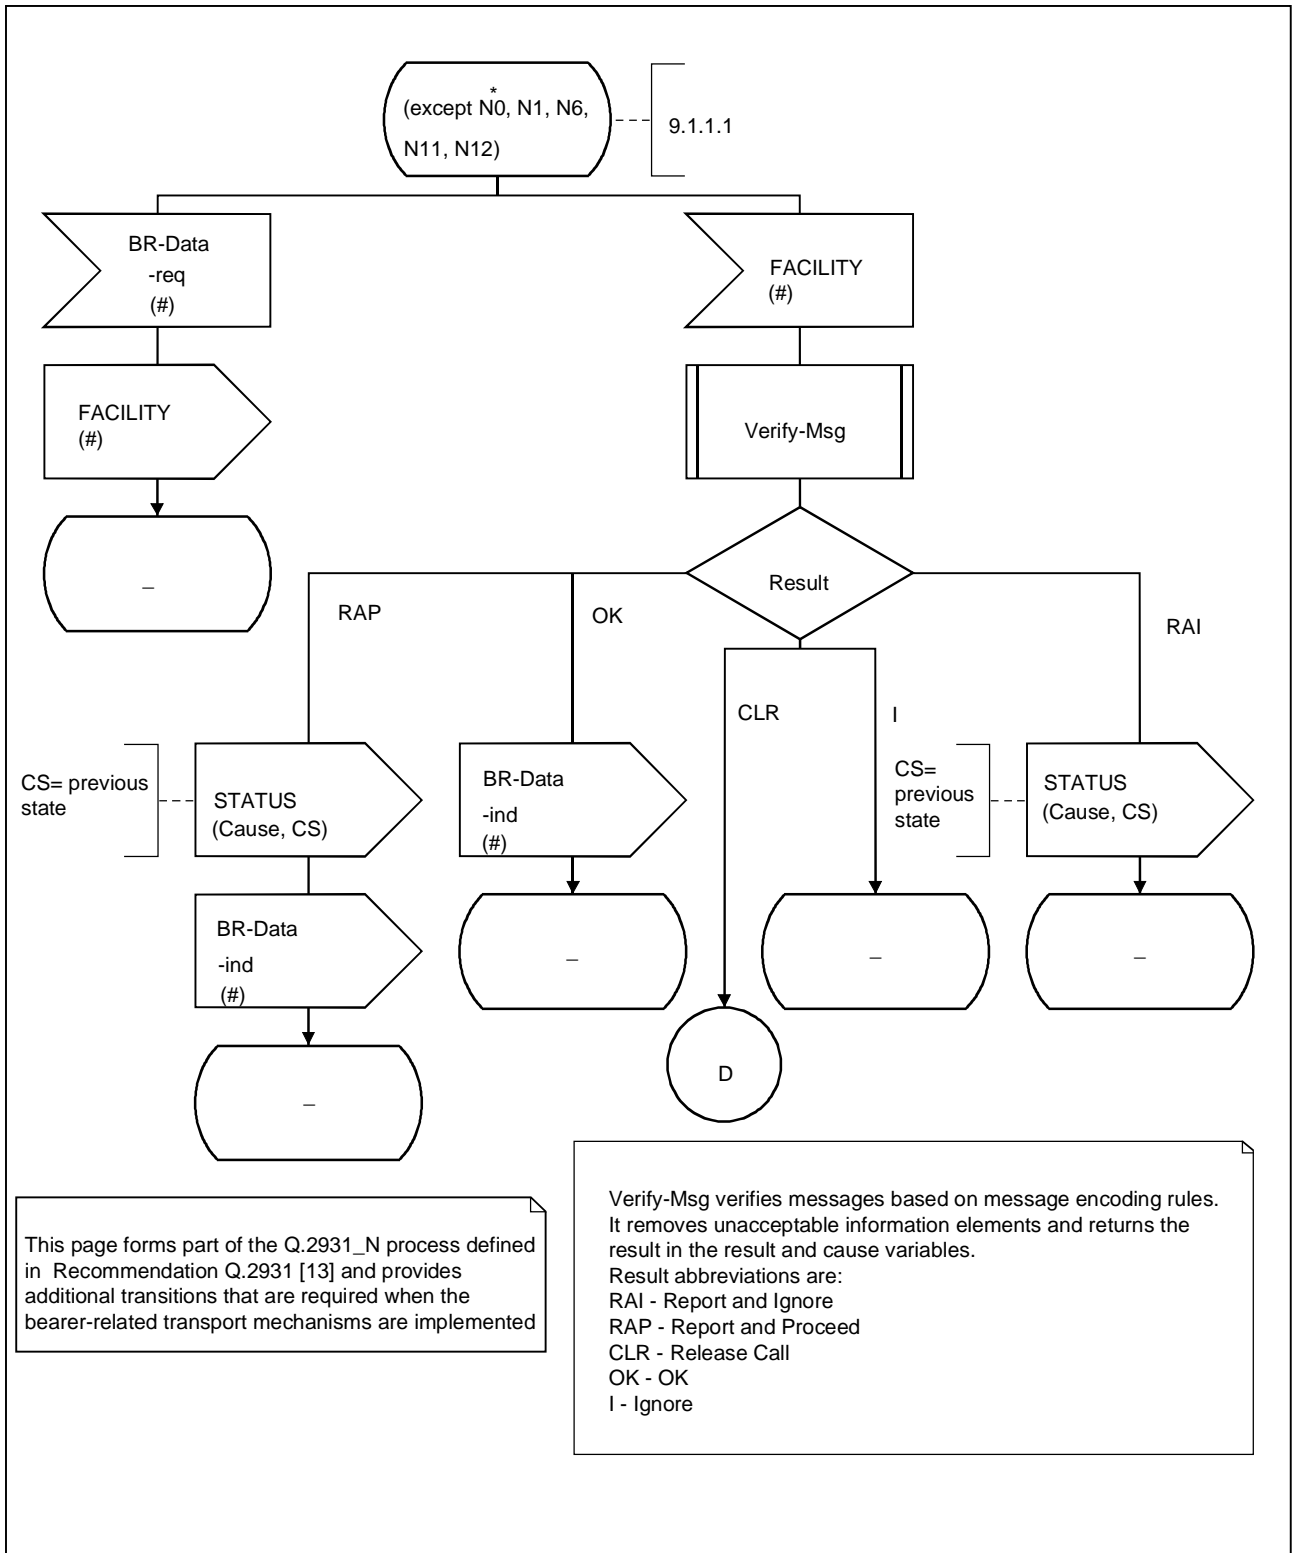 *
(except N0, N1, N6,
N11, N12)
9.1.1.1
BR-Data
-req
(#)
FACILITY
(#)
FACILITY
(#)
Verify-Msg
_
Result
RAP
OK
RAI
CLR
I
CS= previous
state
STATUS
(Cause, CS)
BR-Data
-ind
(#)
CS=
previous
state
STATUS
(Cause, CS)
BR-Data
-ind
(#)
_
_
_
D
_
This page forms part of the Q.2931_N process defined
in Recommendation Q.2931 [13] and provides
additional transitions that are required when the
bearer-related transport mechanisms are implemented
Verify-Msg verifies messages based on message encoding rules.
It removes unacceptable information elements and returns the
result in the result and cause variables.
Result abbreviations are:
RAI - Report and Ignore
RAP - Report and Proceed
CLR - Release Call
OK - OK
I - Ignore